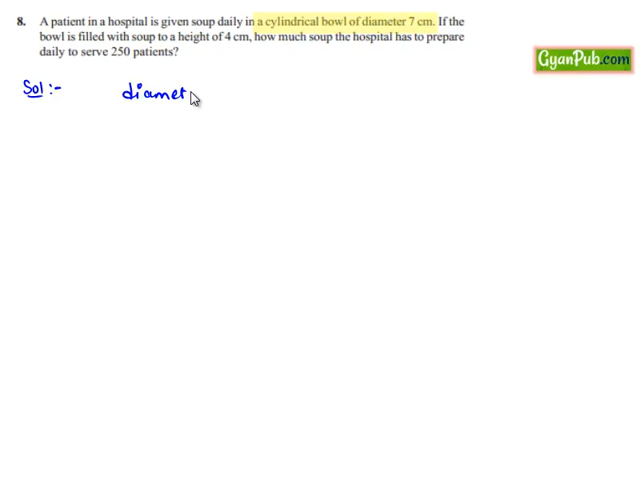 8. A patient in a hospital is given soup daily in a cylindrical bowl of diameter 7 cm. If the
bowl is filled with soup to a height of 4 cm, how much soup the hospital has to prepare
daily to serve 250 patients?
GyanPub.com
Sol :- diamet